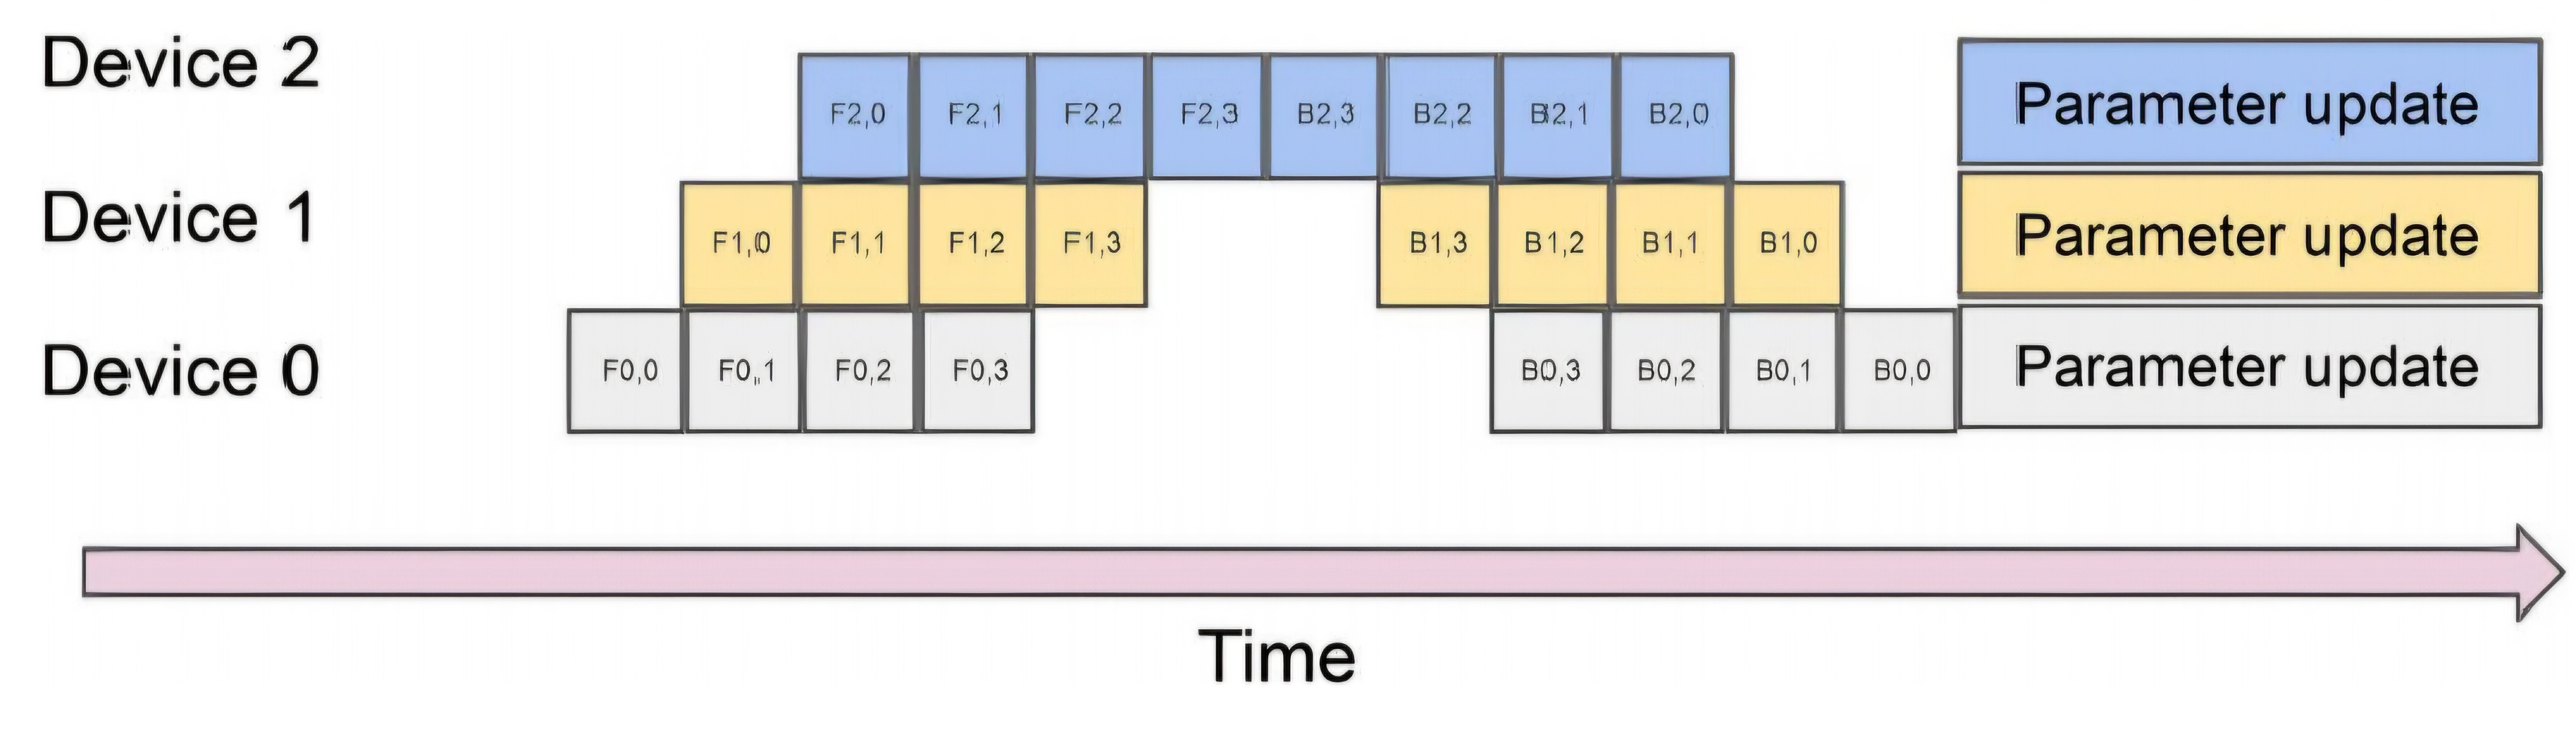 Device 2
F2,0 F2,1 F2,2 F2,3 B2,3 B2,2 B2,1 B2,0
Parameter update
Device 1
F1,0 F1,1 F1,2 F1,3 B1,3 B1,2 B1,1 B1,0
Parameter update
Device 0
F0,0 F0,1 F0,2 F0,3 B0,3 B0,2 B0,1 B0,0
Parameter update
Time